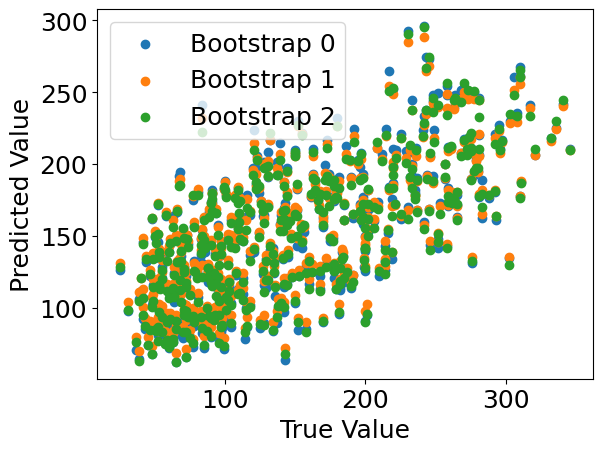 Bootstrap 0
Bootstrap 1
Bootstrap 2
300
250
200
150
100
Predicted Value
100 200 300
True Value